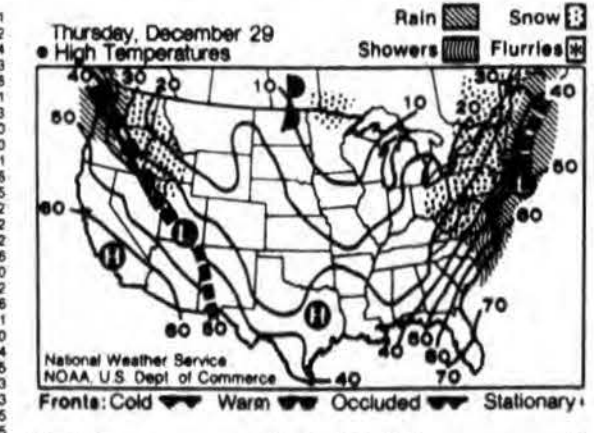 Thursday, December 29
High Temperatures
Rain Snow
Showers Flurries
40 30 20 10 10 20 30 40
50 50
60 60
L
H L
H
60 50 40 40 50 60 70 70
National Weather Service
NOAA, U.S. Dept. of Commerce
Fronts: Cold Warm Occluded Stationary